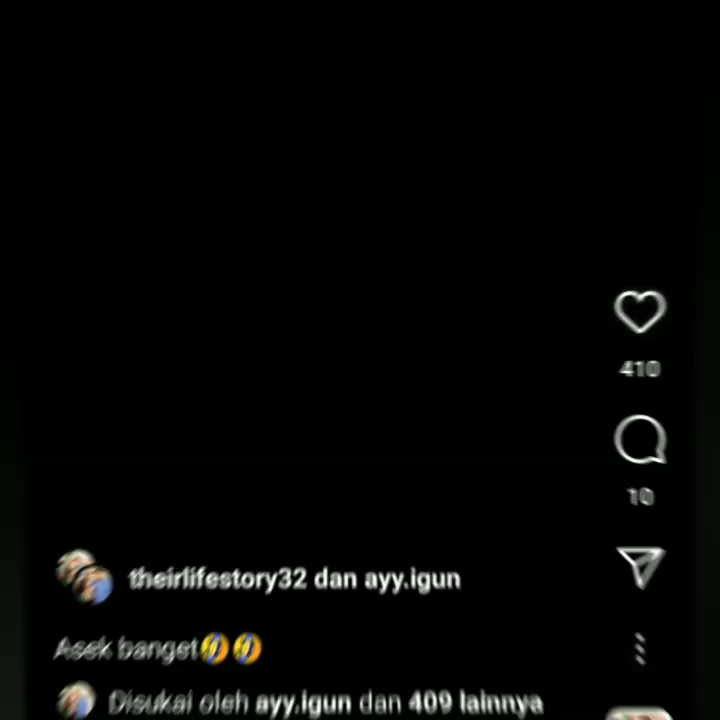 410
10
theirlifestory32 dan ayy.igun
Asek banget🤣🤣
Disukai oleh ayy.igun dan 409 lainnya